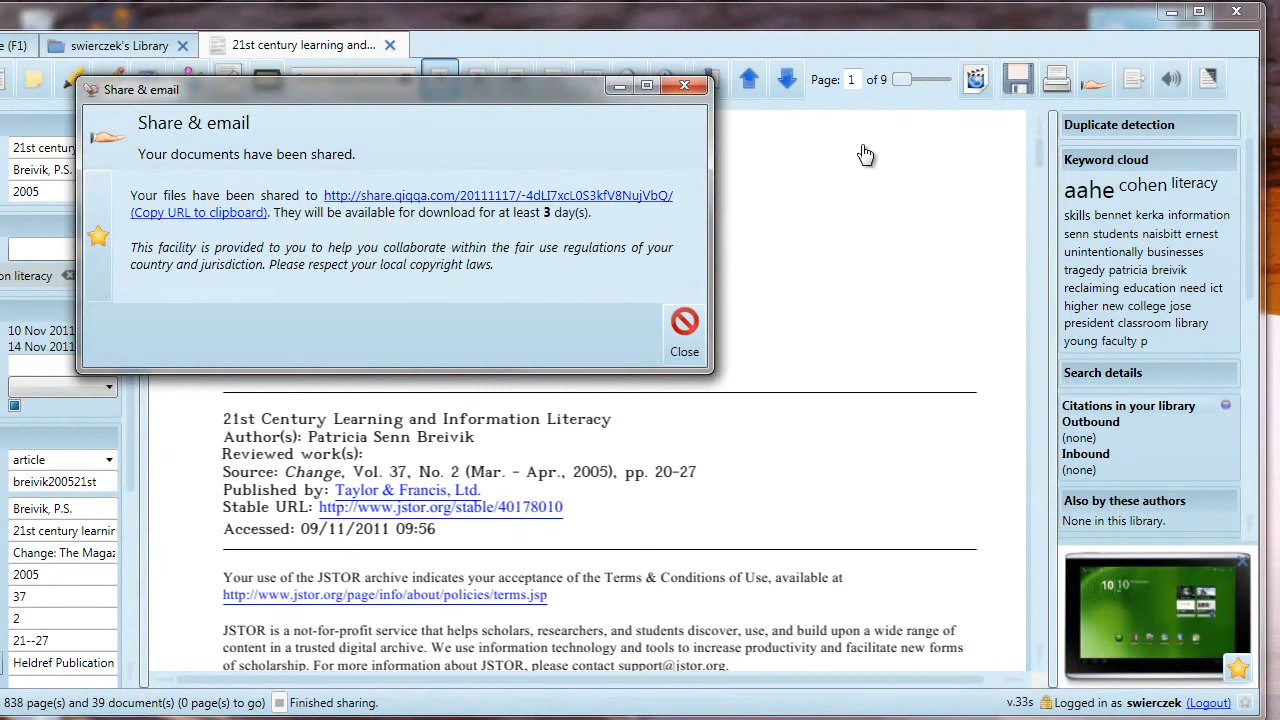 e (F1)
swierczek's Library
21st century learning and...
Page: 1 of 9
Share & email
Share & email
Your documents have been shared.
Your files have been shared to http://share.qiqqa.com/20111117/-4dLI7xcL0S3kfV8NujVbQ/
(Copy URL to clipboard). They will be available for download for at least 3 day(s).
This facility is provided to you to help you collaborate within the fair use regulations of your
country and jurisdiction. Please respect your local copyright laws.
Close
21st century
Breivik, P.S.
2005
on literacy
10 Nov 2011
14 Nov 2011
article
breivik200521st
Breivik, P.S.
21st century learnir
Change: The Magaz
2005
37
2
21--27
Heldref Publication
21st Century Learning and Information Literacy
Author(s): Patricia Senn Breivik
Reviewed work(s):
Source: Change, Vol. 37, No. 2 (Mar. - Apr., 2005), pp. 20-27
Published by: Taylor & Francis, Ltd.
Stable URL: http://www.jstor.org/stable/40178010
Accessed: 09/11/2011 09:56
Your use of the JSTOR archive indicates your acceptance of the Terms & Conditions of Use, available at
http://www.jstor.org/page/info/about/policies/terms.jsp
JSTOR is a not-for-profit service that helps scholars, researchers, and students discover, use, and build upon a wide range of
content in a trusted digital archive. We use information technology and tools to increase productivity and facilitate new forms
of scholarship. For more information about JSTOR, please contact support@jstor.org.
Duplicate detection
Keyword cloud
aahe cohen literacy
skills bennet kerka information
senn students naisbitt ernest
unintentionally businesses
tragedy patricia breivik
reclaiming education need ict
higher new college jose
president classroom library
young faculty p
Search details
Citations in your library
Outbound
(none)
Inbound
(none)
Also by these authors
None in this library.
10 10
838 page(s) and 39 document(s) (0 page(s) to go)
Finished sharing.
v.33s
Logged in as swierczek (Logout)